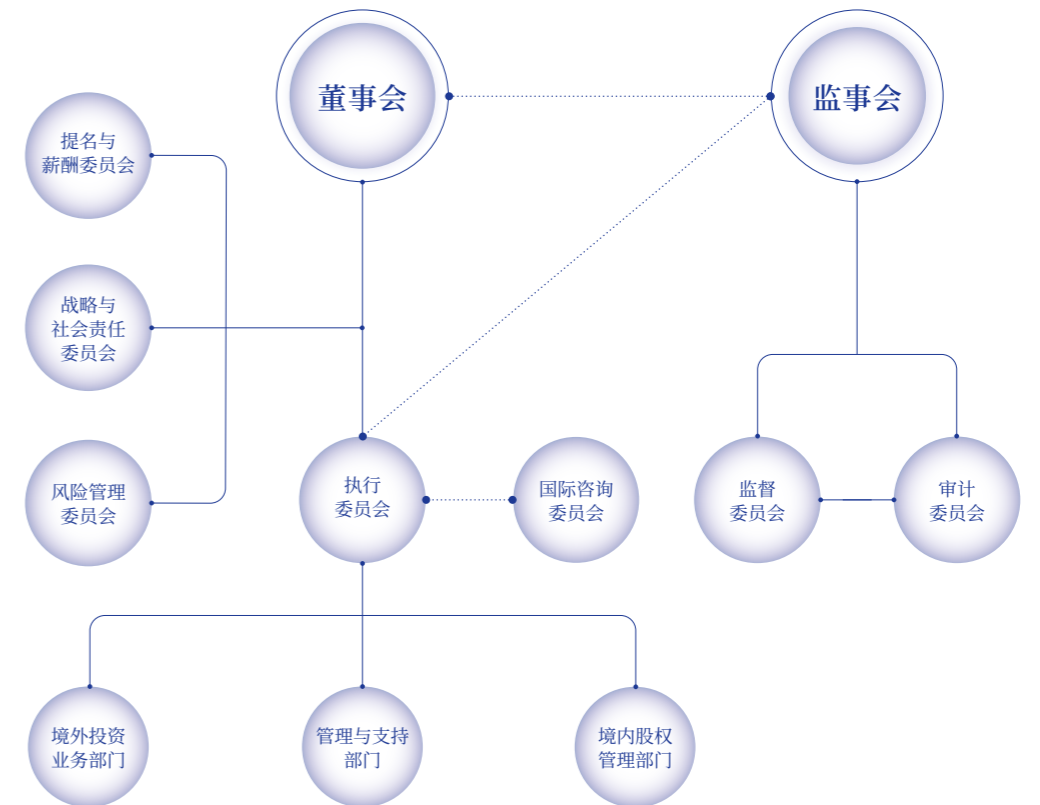 董事会
监事会
提名与
薪酬委员会
战略与
社会责任
委员会
风险管理
委员会
执行
委员会
国际咨询
委员会
监督
委员会
审计
委员会
境外投资
业务部门
管理与支持
部门
境内股权
管理部门